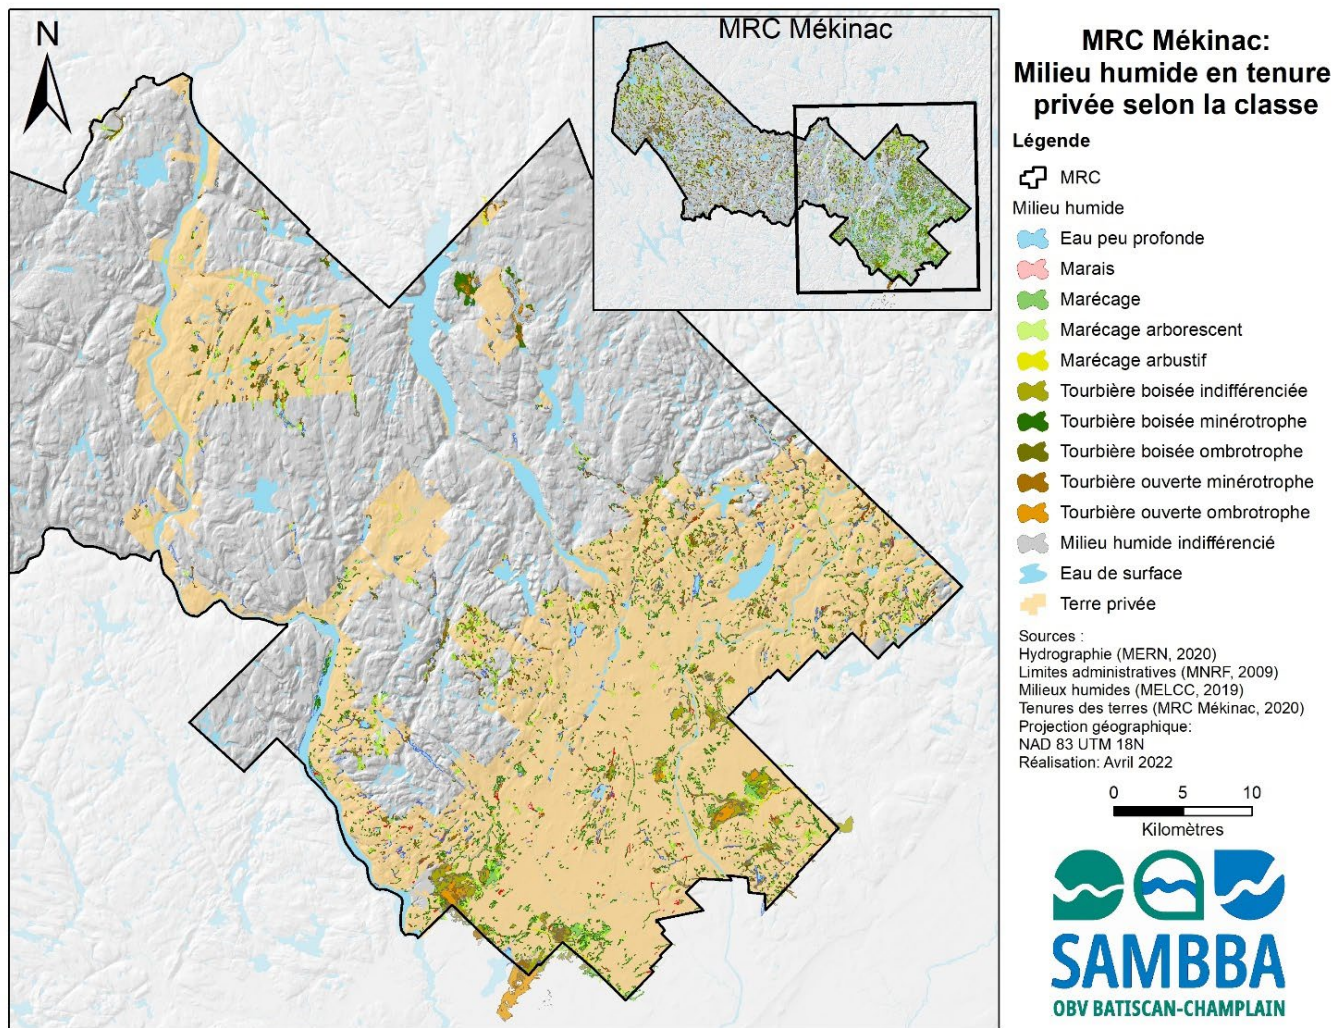 N
MRC Mékinac
MRC Mékinac:
Milieu humide en tenure
privée selon la classe
Légende
MRC
Milieu humide
Eau peu profonde
Marais
Marécage
Marécage arborescent
Marécage arbustif
Tourbière boisée indifférenciée
Tourbière boisée minérotrophe
Tourbière boisée ombrotrophe
Tourbière ouverte minérotrophe
Tourbière ouverte ombrotrophe
Milieu humide indifférencié
Eau de surface
Terre privée
Sources :
Hydrographie (MERN, 2020)
Limites administratives (MNRF, 2009)
Milieux humides (MELCC, 2019)
Tenures des terres (MRC Mékinac, 2020)
Projection géographique:
NAD 83 UTM 18N
Réalisation: Avril 2022
0 5 10
Kilomètres
SAMBBA
OBV BATISCAN-CHAMPLAIN